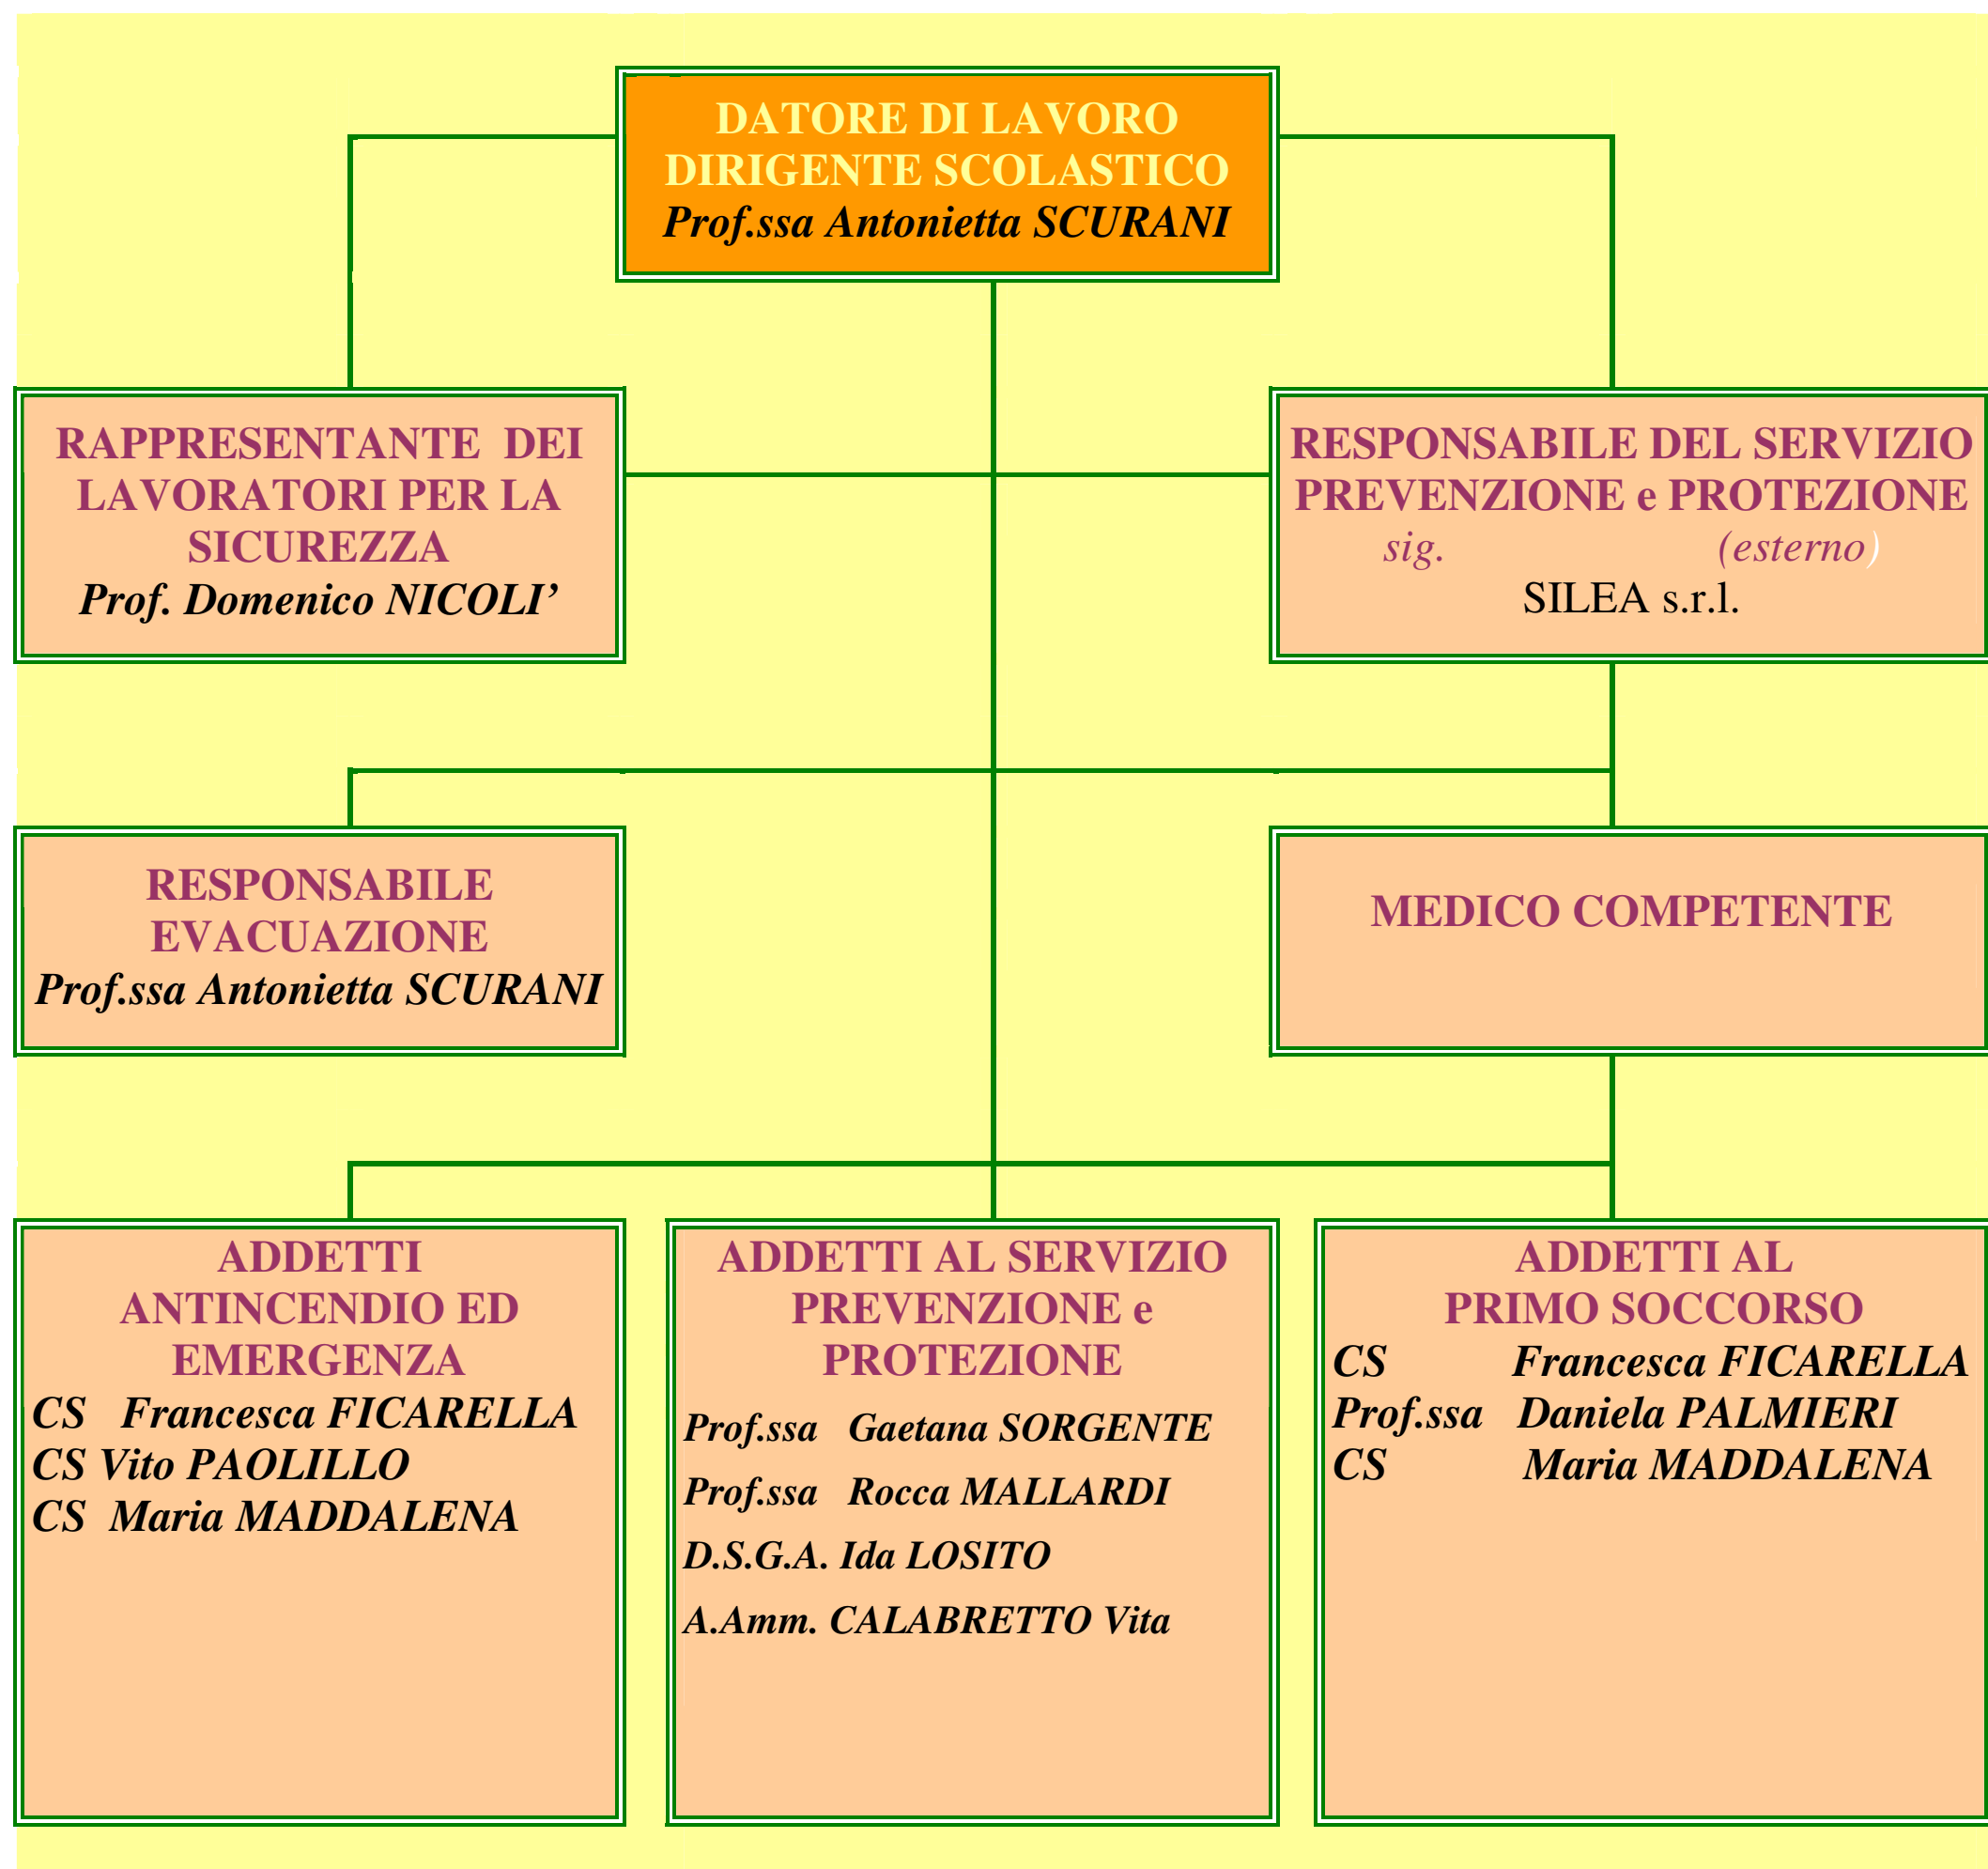 DATORE DI LAVORO
DIRIGENTE SCOLASTICO
Prof.ssa Antonietta SCURANI
RAPPRESENTANTE DEI
LAVORATORI PER LA
SICUREZZA
Prof. Domenico NICOLI’
RESPONSABILE DEL SERVIZIO
PREVENZIONE e PROTEZIONE
sig. (esterno)
SILEA s.r.l.
RESPONSABILE
EVACUAZIONE
Prof.ssa Antonietta SCURANI
MEDICO COMPETENTE
ADDETTI
ANTINCENDIO ED
EMERGENZA
CS Francesca FICARELLA
CS Vito PAOLILLO
CS Maria MADDALENA
ADDETTI AL SERVIZIO
PREVENZIONE e
PROTEZIONE
Prof.ssa Gaetana SORGENTE
Prof.ssa Rocca MALLARDI
D.S.G.A. Ida LOSITO
A.Amm. CALABRETTO Vita
ADDETTI AL
PRIMO SOCCORSO
CS Francesca FICARELLA
Prof.ssa Daniela PALMIERI
CS Maria MADDALENA